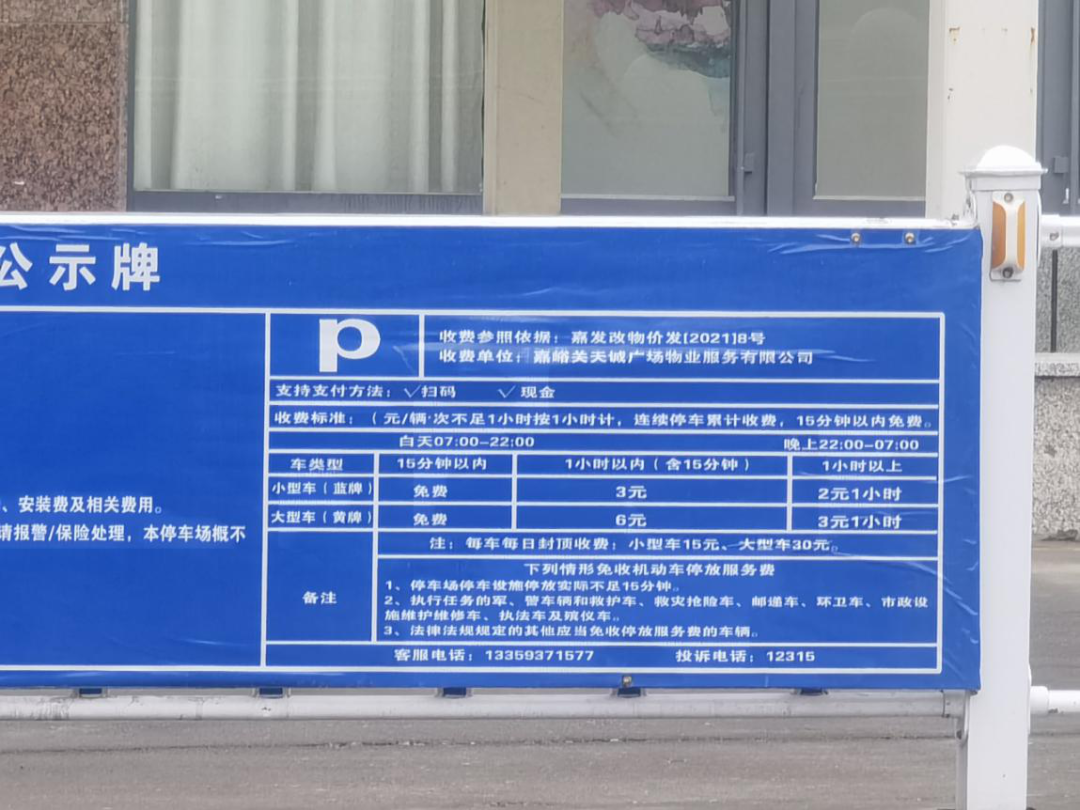 公示牌
P
收费参照依据：嘉发改物价发[2021]8号
收费单位：嘉峪关天诚广场物业服务有限公司
支持支付方法：√扫码 √现金
收费标准：（元/辆·次不足1小时按1小时计，连续停车累计收费，15分钟以内免费。
白天07:00-22:00 晚上22:00-07:00
车类型 15分钟以内 1小时以内（含15分钟） 1小时以上
小型车（蓝牌） 免费 3元 2元1小时
大型车（黄牌） 免费 6元 3元1小时
注：每车每日封顶收费：小型车15元、大型车30元。
备注
下列情形免收机动车停放服务费
1、停车场停车设施停放实际不足15分钟。
2、执行任务的军、警车辆和救护车、救灾抢险车、邮递车、环卫车、市政设
施维护维修车、执法车及殡仪车。
3、法律法规规定的其他应当免收停放服务费的车辆。
客服电话：13359371577 投诉电话：12315
、安装费及相关费用。
请报警/保险处理，本停车场概不